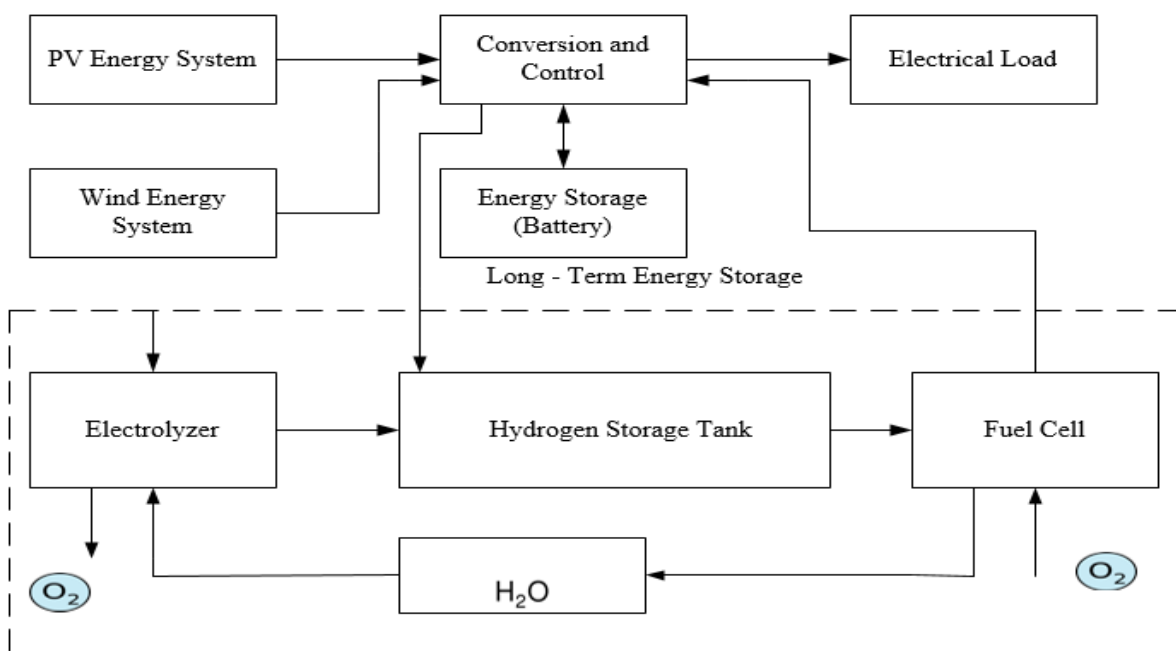 PV Energy System
Conversion and
Control
Electrical Load
Wind Energy
System
Energy Storage
(Battery)
Long - Term Energy Storage
Electrolyzer
Hydrogen Storage Tank
Fuel Cell
O₂
H₂O
O₂